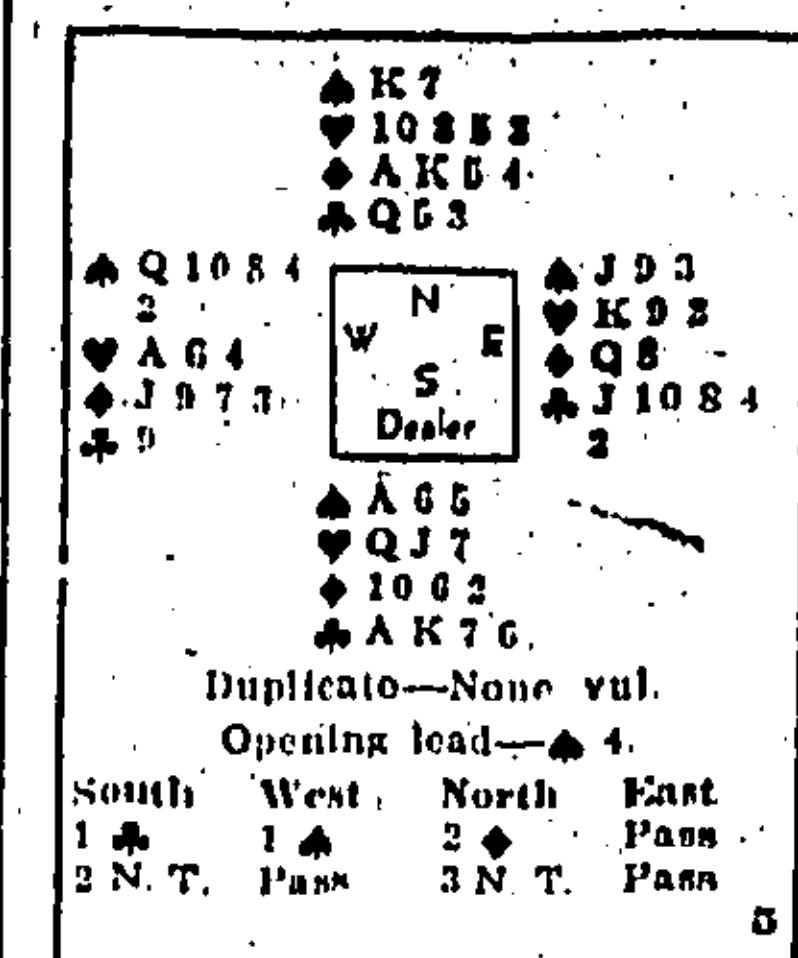 ♠ K 7
♥ 10 8 5
♦ A K 5 4
♣ Q 5 3
♠ Q 10 8 4
2
♥ A 6 4
♦ J 9 7 3
♣ 9
N
W E
S
Dealer
♠ J 9 3
♥ K 9
♦ Q 8
♣ J 10 8 4
2
♠ A 6 5
♥ Q J 7
♦ 10 6 2
♣ A K 7 6
Duplicate—None vul.
Opening lead—♠ 4.
South West North East
1 ♣ 1 ♠ 2 ♦ Pass
2 N. T. Pass 3 N. T. Pass
5